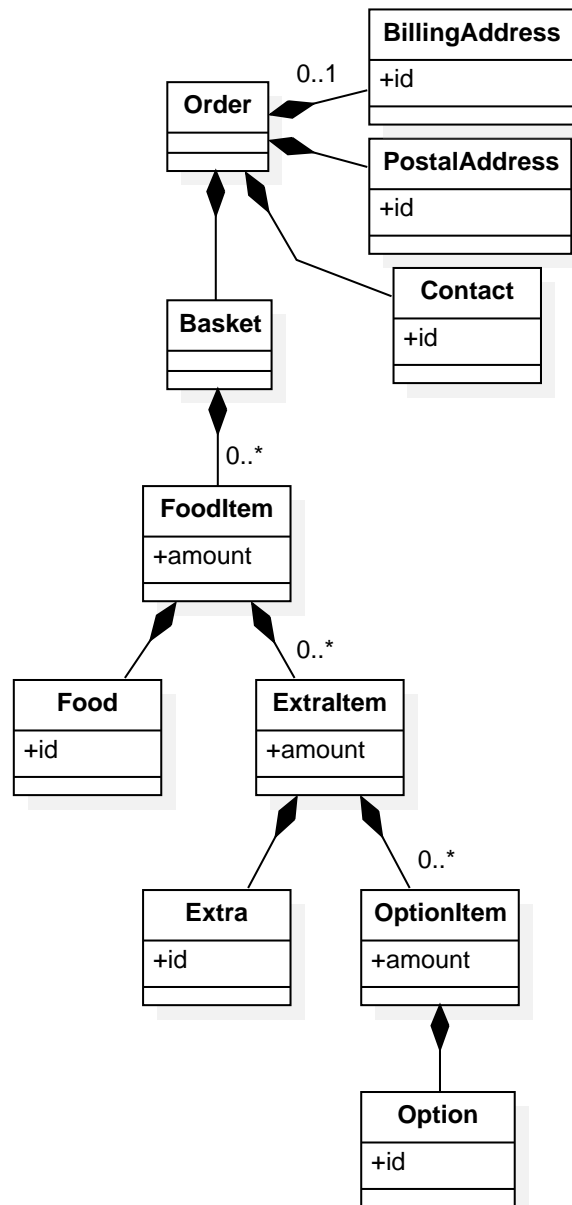 BillingAddress
0..1
+id
Order
PostalAddress
+id
Contact
+id
Basket
0..*
FoodItem
+amount
0..*
Food
+id
ExtraItem
+amount
0..*
Extra
+id
OptionItem
+amount
Option
+id